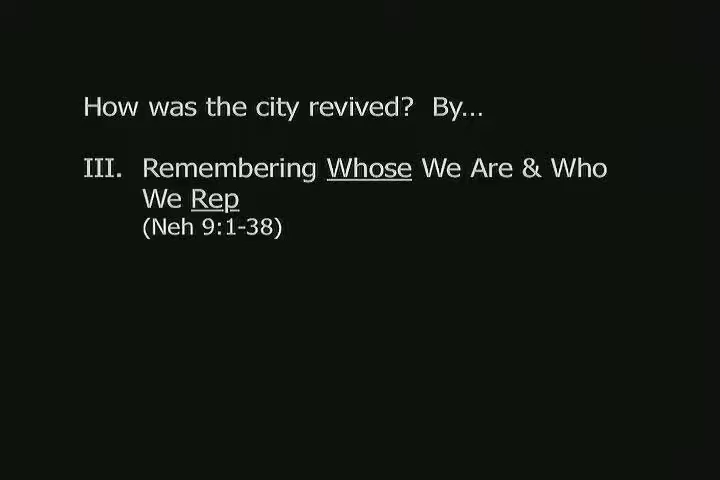 How was the city revived?  By...
III.  Remembering Whose We Are & Who
We Rep
(Neh 9:1-38)